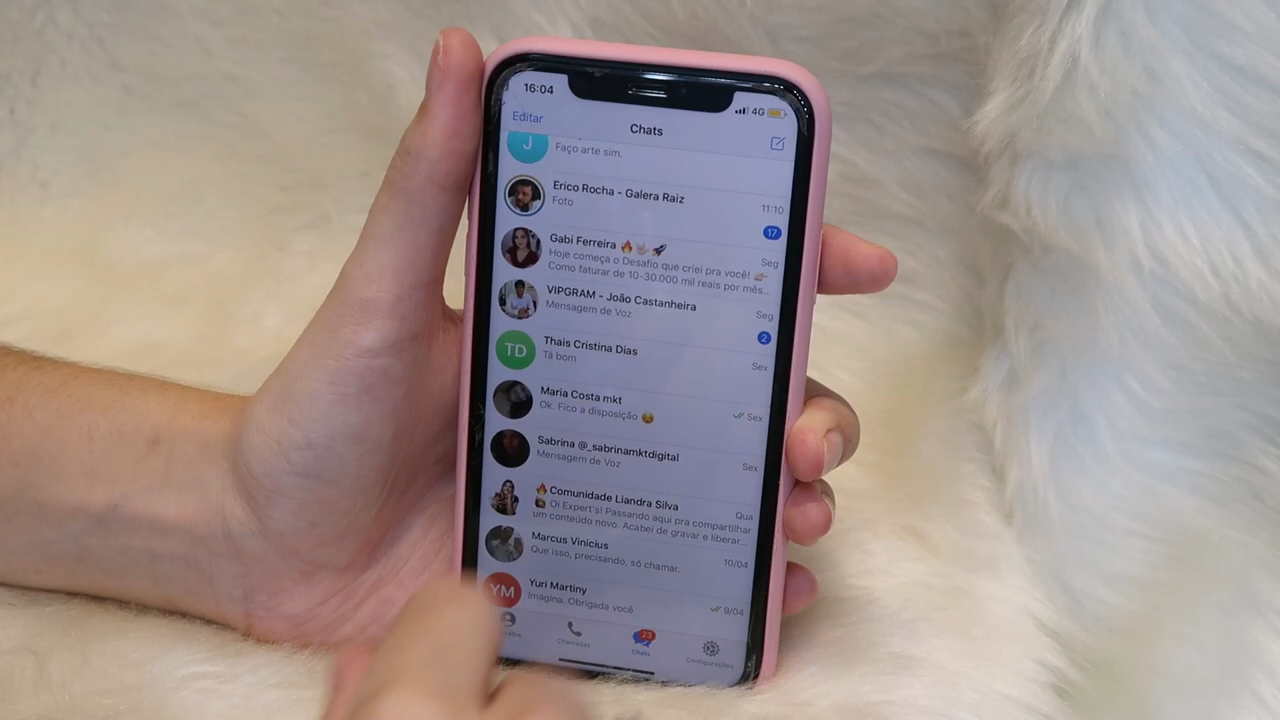 16:04
4G
Editar
Chats
J
Faço arte sim.
Erico Rocha - Galera Raiz
11:10
Foto
17
Gabi Ferreira 🔥🤟🏻🚀
Seg
Hoje começa o Desafio que criei pra você! 👉🏻
Como faturar de 10-30.000 mil reais por mês...
VIPGRAM - João Castanheira
Seg
Mensagem de Voz
2
TD
Thais Cristina Dias
Sex
Tá bom
Maria Costa mkt
Sex
Ok. Fico a disposição 😊
Sabrina @_sabrinamktdigital
Sex
Mensagem de Voz
🔥Comunidade Liandra Silva
Qua
Oi Expert's! Passando aqui pra compartilhar
um conteúdo novo. Acabei de gravar e liberar...
Marcus Vinicius
10/04
Que isso, precisando, só chamar.
YM
Yuri Martiny
9/04
Imagina. Obrigada você
Chamadas
23
Chats
Configurações